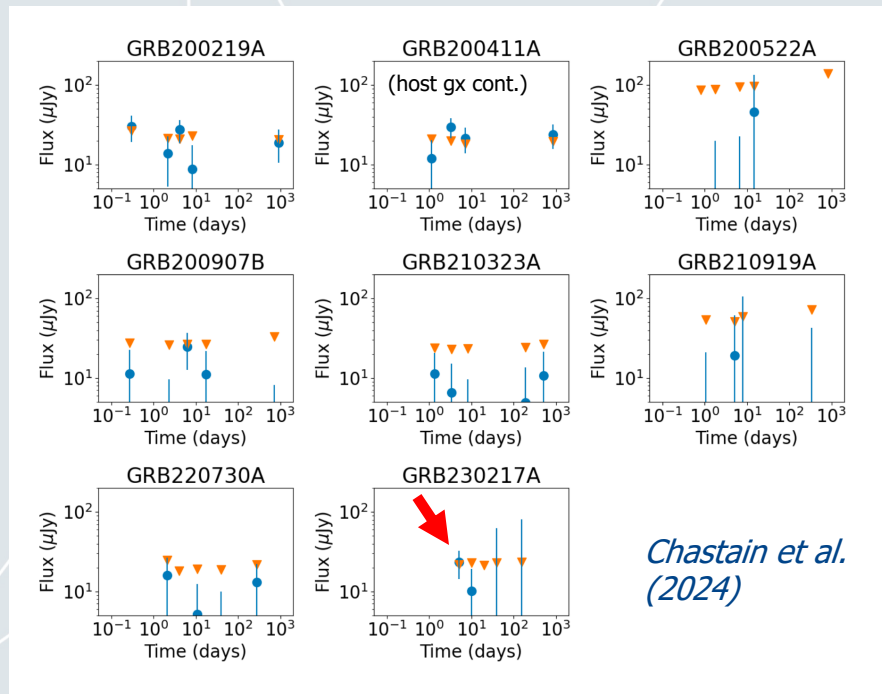 GRB200219A
GRB200411A
GRB200522A
(host gx cont.)
Flux (μJy)
10²
10¹
10⁻¹ 10⁰ 10¹ 10² 10³
Time (days)
Flux (μJy)
10²
10¹
10⁻¹ 10⁰ 10¹ 10² 10³
Time (days)
Flux (μJy)
10²
10¹
10⁻¹ 10⁰ 10¹ 10² 10³
Time (days)
GRB200907B
GRB210323A
GRB210919A
Flux (μJy)
10²
10¹
10⁻¹ 10⁰ 10¹ 10² 10³
Time (days)
Flux (μJy)
10²
10¹
10⁻¹ 10⁰ 10¹ 10² 10³
Time (days)
Flux (μJy)
10²
10¹
10⁻¹ 10⁰ 10¹ 10² 10³
Time (days)
GRB220730A
GRB230217A
Flux (μJy)
10²
10¹
10⁻¹ 10⁰ 10¹ 10² 10³
Time (days)
Flux (μJy)
10²
10¹
10⁻¹ 10⁰ 10¹ 10² 10³
Time (days)
Chastain et al.
(2024)